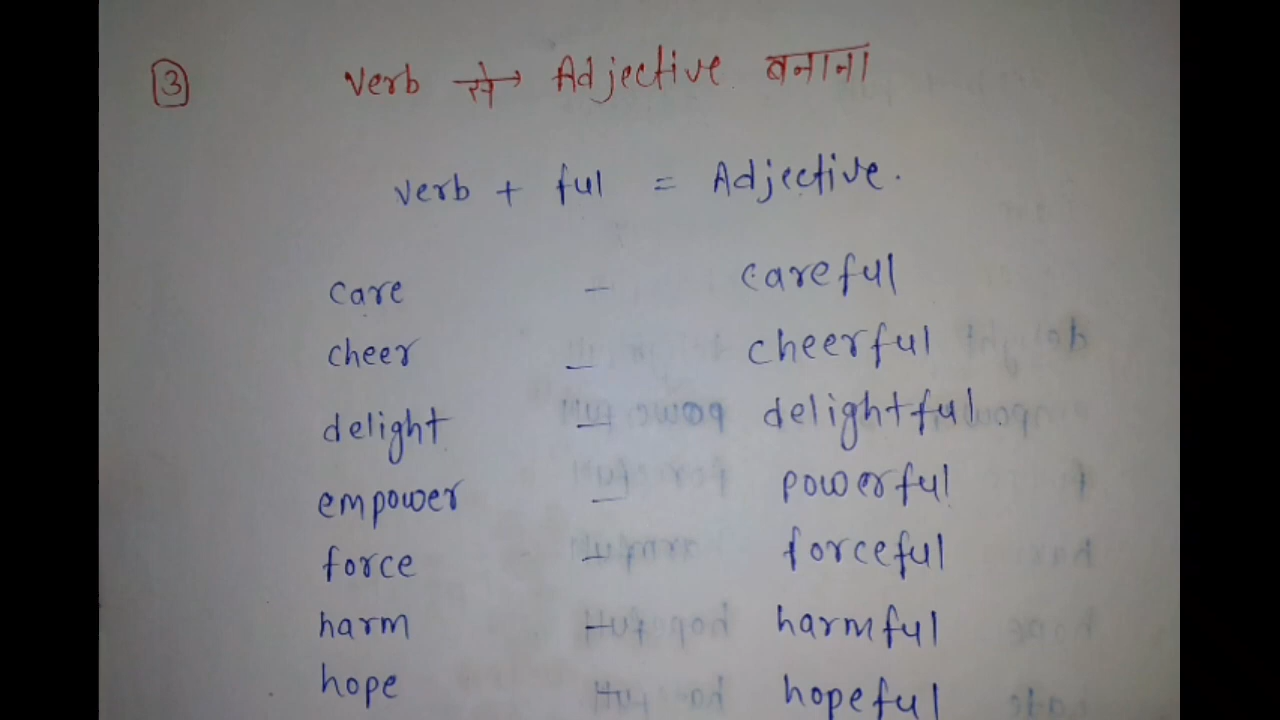 ③ Verb से Adjective बनाना
verb + ful = Adjective.
care - careful
cheer - cheerful
delight - delightful.
empower - powerful
force - forceful
harm - harmful
hope - hopeful